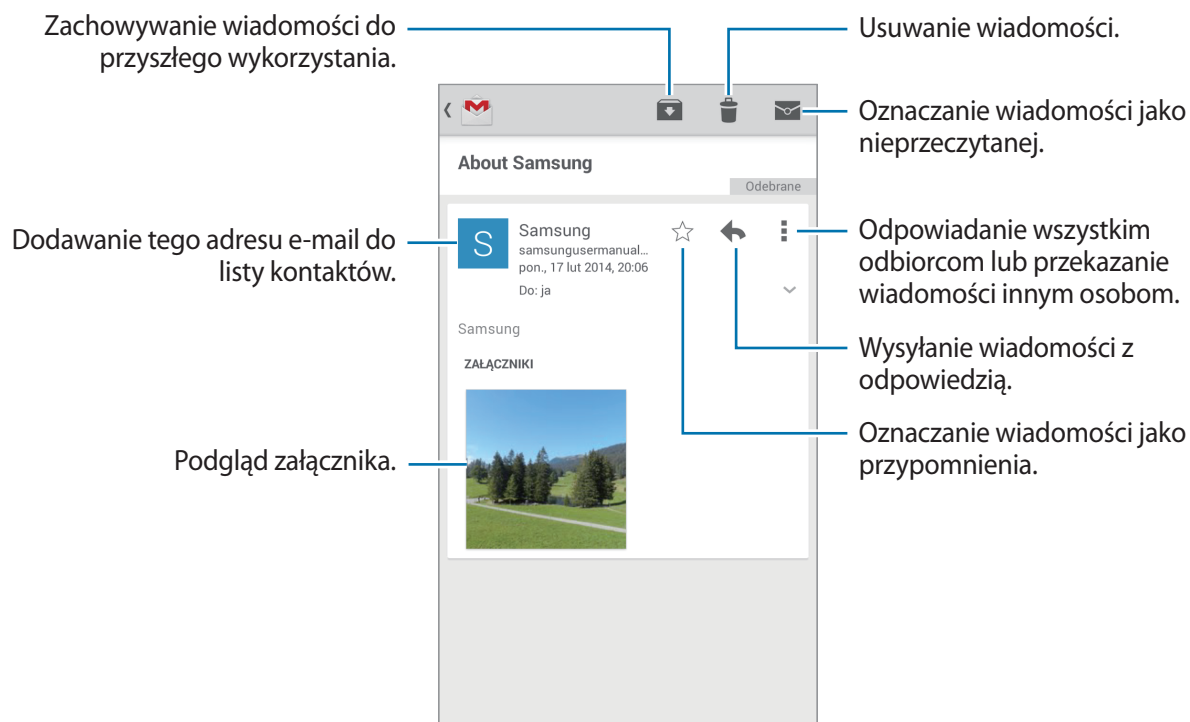 Zachowywanie wiadomości do
przyszłego wykorzystania.
Usuwanie wiadomości.
Oznaczanie wiadomości jako
nieprzeczytanej.
About Samsung
Odebrane
Dodawanie tego adresu e-mail do
listy kontaktów.
S
Samsung
samsungusermanual...
pon., 17 lut 2014, 20:06
Do: ja
Odpowiadanie wszystkim
odbiorcom lub przekazanie
wiadomości innym osobom.
Samsung
ZAŁĄCZNIKI
Wysyłanie wiadomości z
odpowiedzią.
Podgląd załącznika.
Oznaczanie wiadomości jako
przypomnienia.